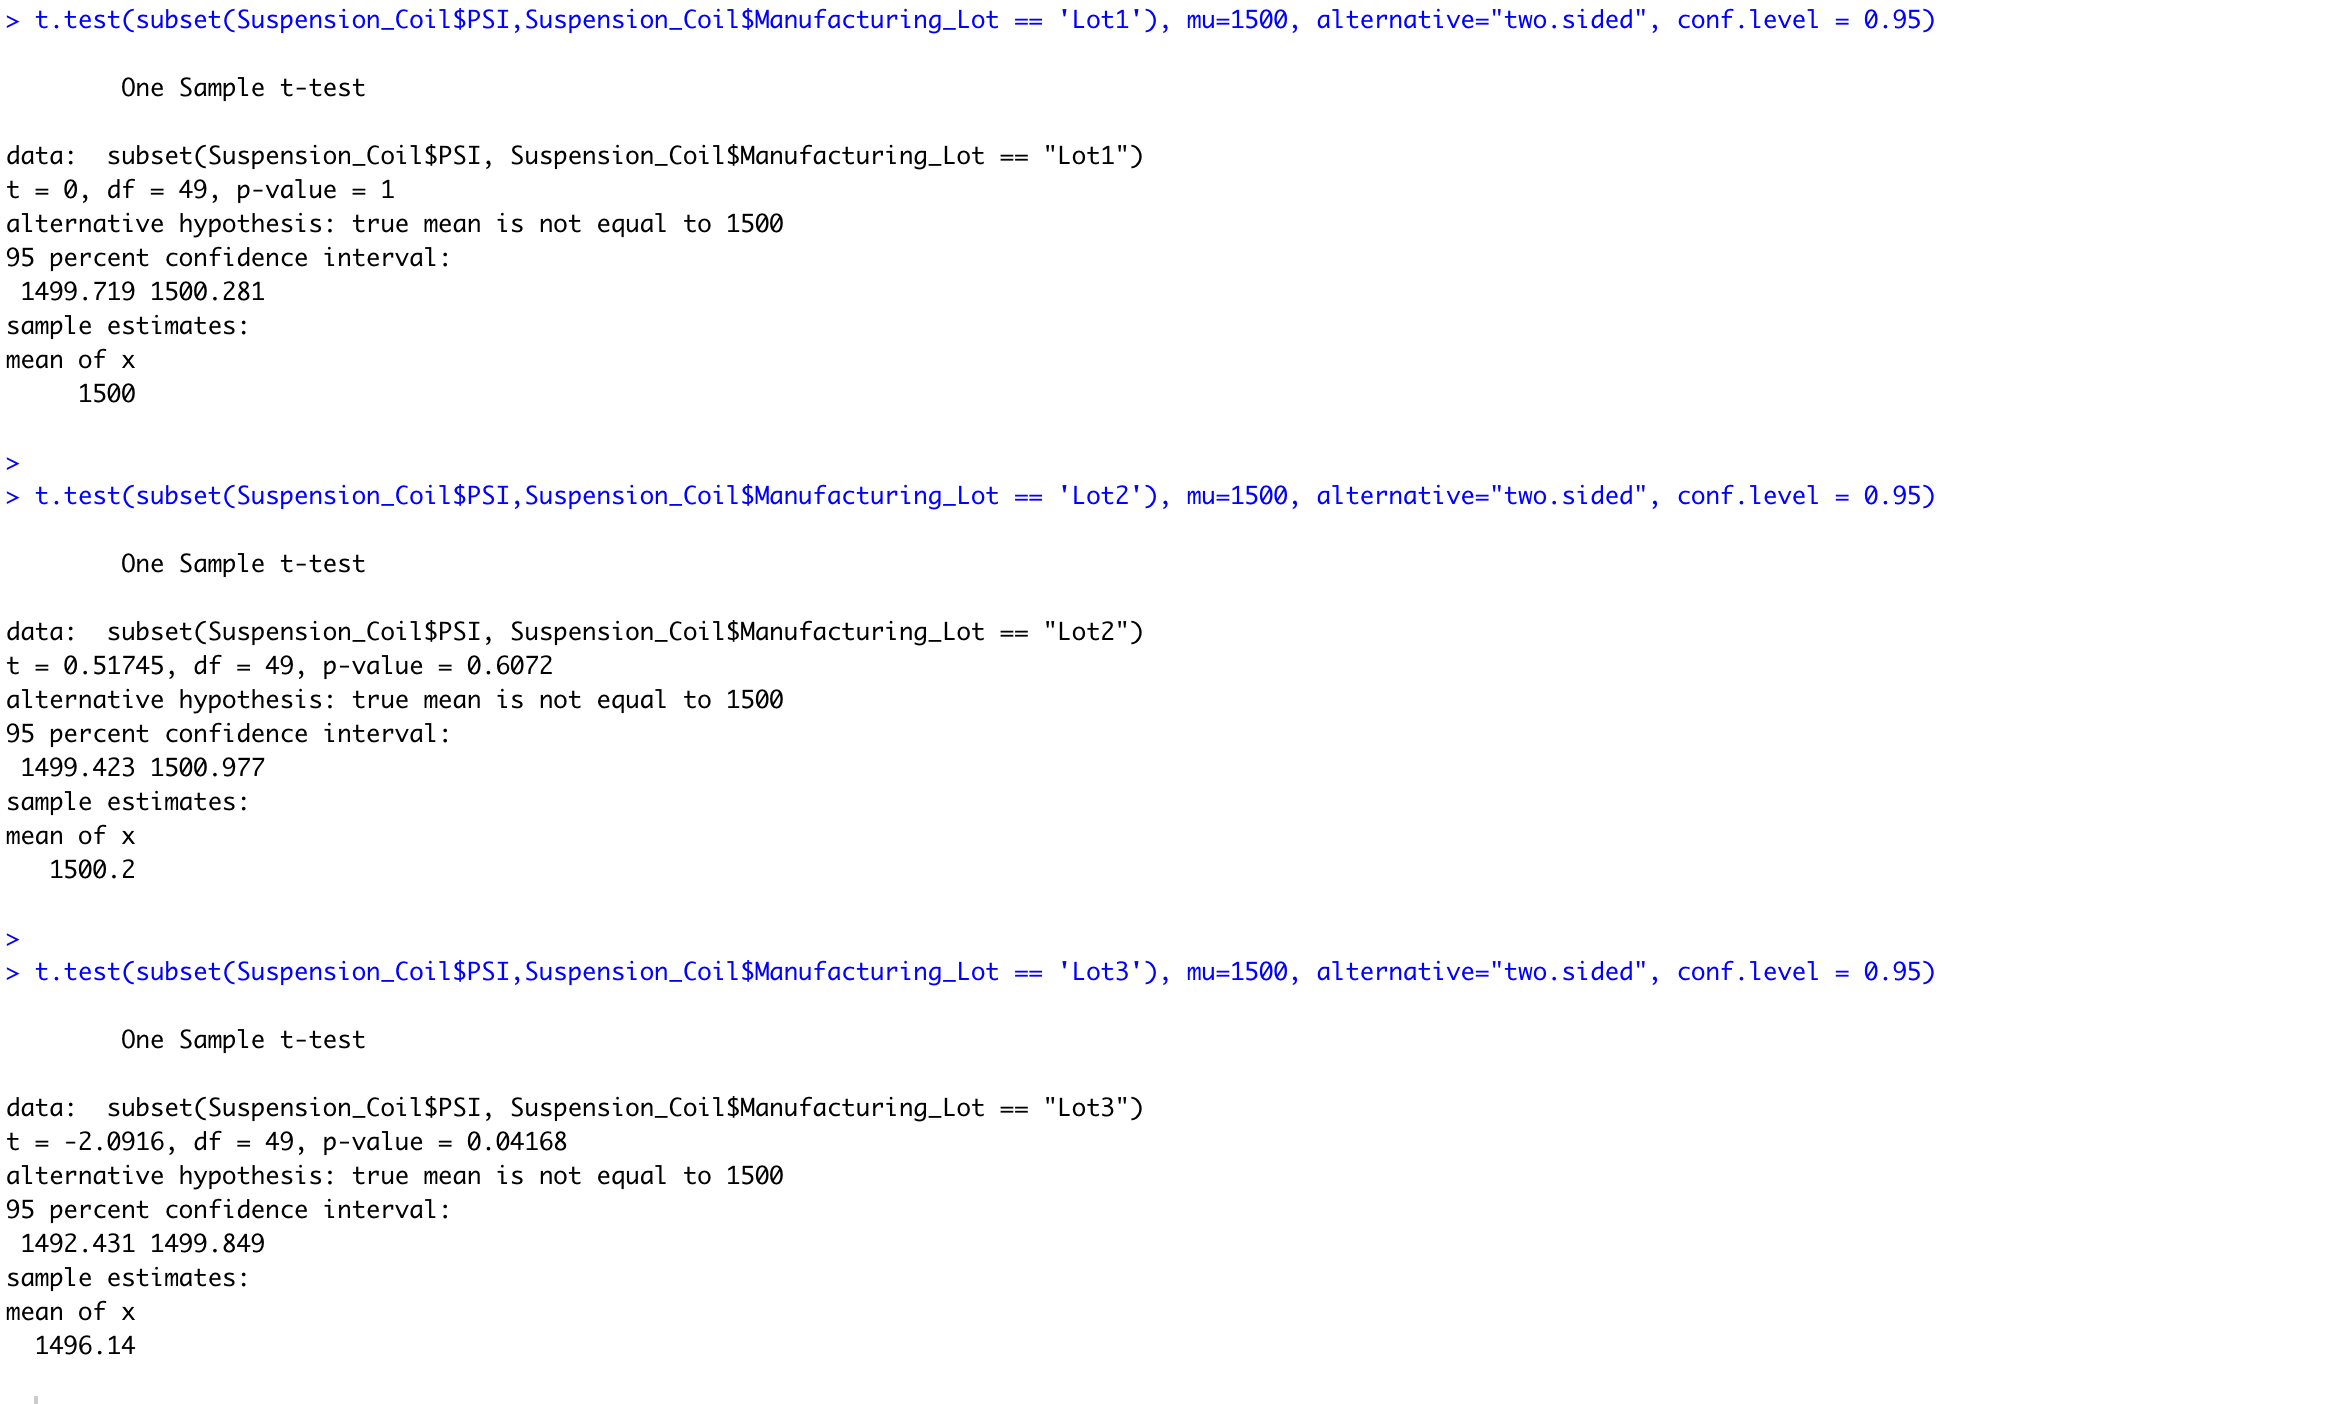 > t.test(subset(Suspension_Coil$PSI,Suspension_Coil$Manufacturing_Lot == 'Lot1'), mu=1500, alternative="two.sided", conf.level = 0.95)
One Sample t-test
data:  subset(Suspension_Coil$PSI, Suspension_Coil$Manufacturing_Lot == "Lot1")
t = 0, df = 49, p-value = 1
alternative hypothesis: true mean is not equal to 1500
95 percent confidence interval:
1499.719 1500.281
sample estimates:
mean of x
1500
>
> t.test(subset(Suspension_Coil$PSI,Suspension_Coil$Manufacturing_Lot == 'Lot2'), mu=1500, alternative="two.sided", conf.level = 0.95)
One Sample t-test
data:  subset(Suspension_Coil$PSI, Suspension_Coil$Manufacturing_Lot == "Lot2")
t = 0.51745, df = 49, p-value = 0.6072
alternative hypothesis: true mean is not equal to 1500
95 percent confidence interval:
1499.423 1500.977
sample estimates:
mean of x
1500.2
>
> t.test(subset(Suspension_Coil$PSI,Suspension_Coil$Manufacturing_Lot == 'Lot3'), mu=1500, alternative="two.sided", conf.level = 0.95)
One Sample t-test
data:  subset(Suspension_Coil$PSI, Suspension_Coil$Manufacturing_Lot == "Lot3")
t = -2.0916, df = 49, p-value = 0.04168
alternative hypothesis: true mean is not equal to 1500
95 percent confidence interval:
1492.431 1499.849
sample estimates:
mean of x
1496.14